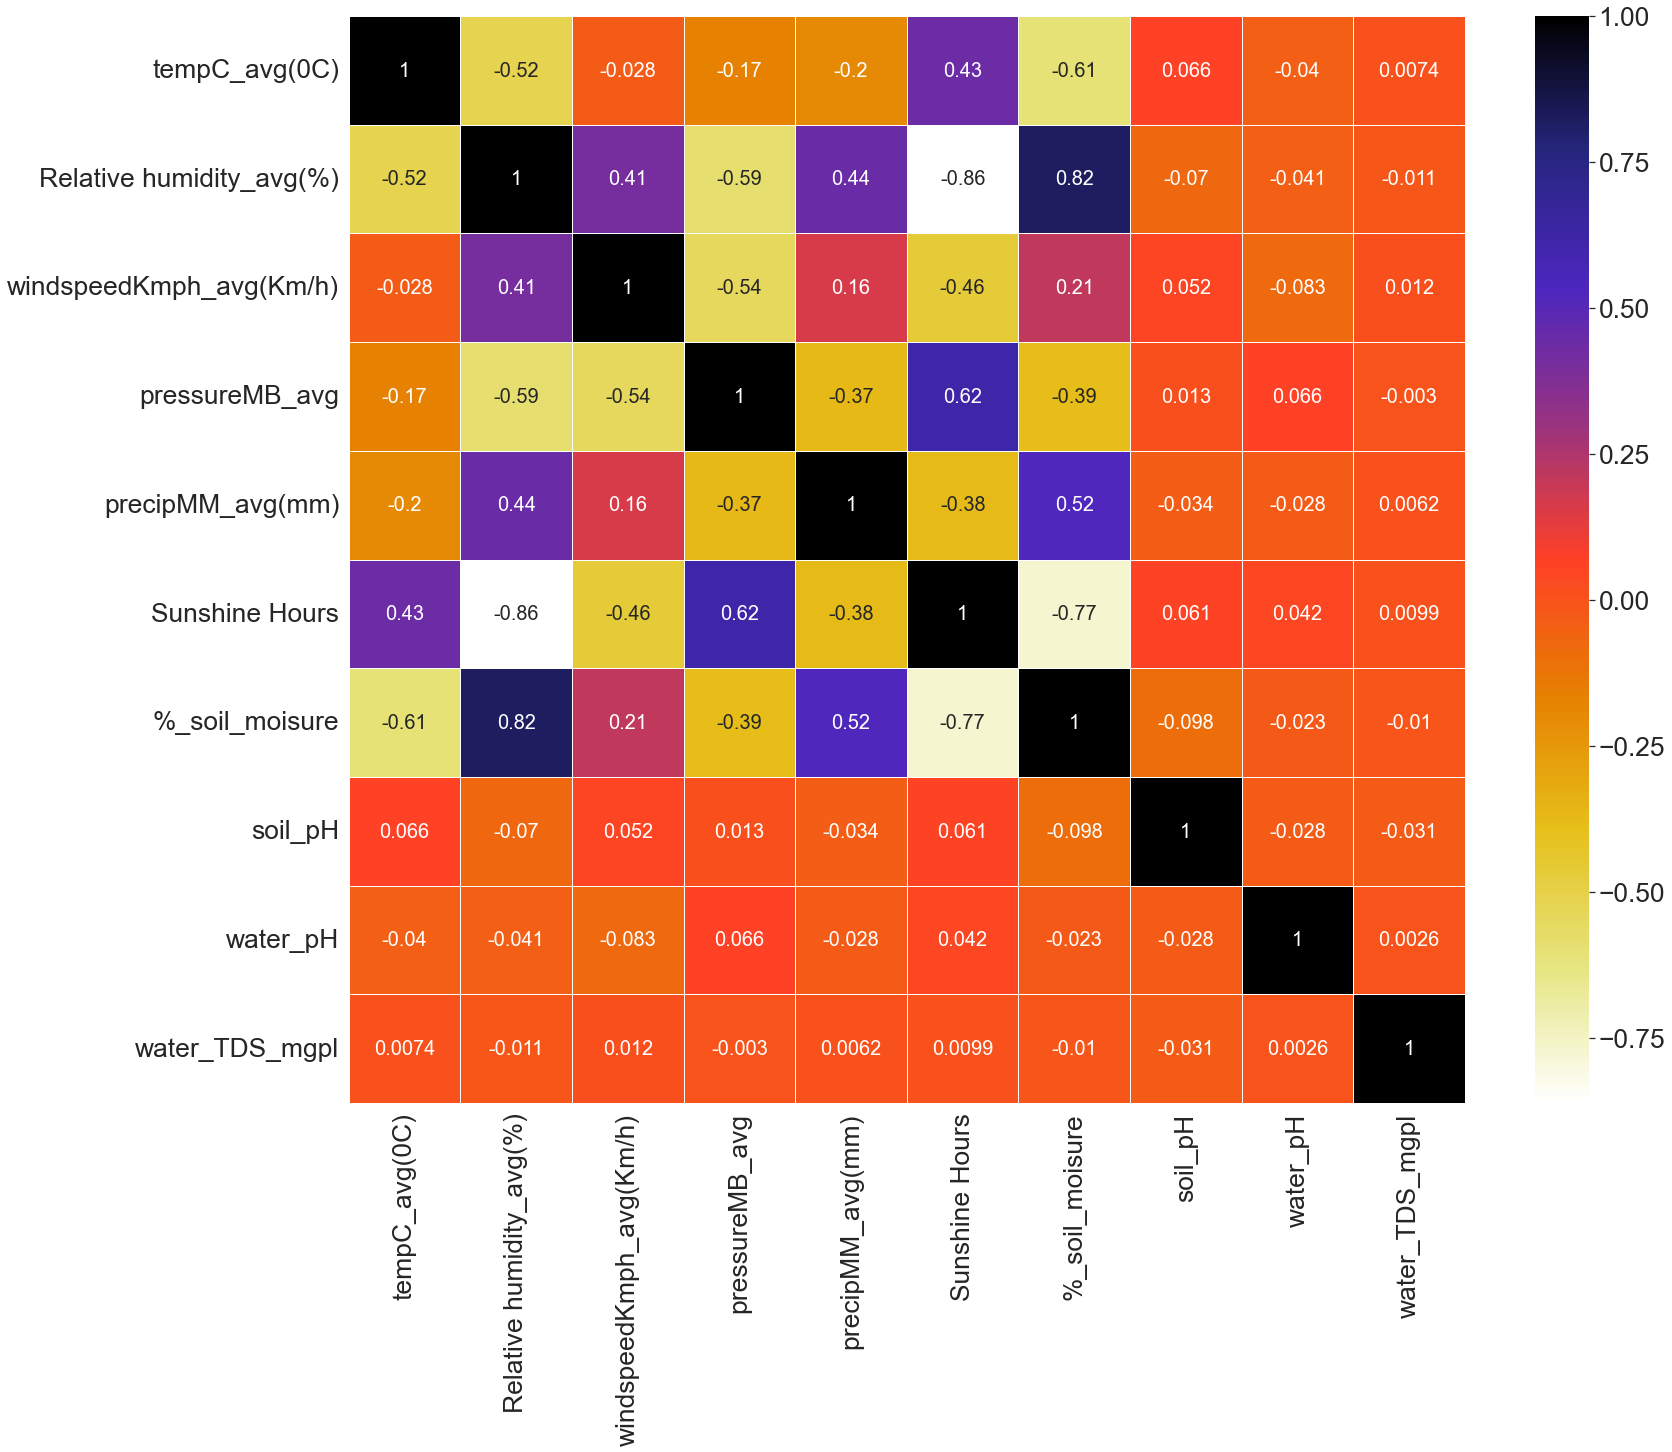 tempC_avg(0C) 1 -0.52 -0.028 -0.17 -0.2 0.43 -0.61 0.066 -0.04 0.0074
Relative humidity_avg(%) -0.52 1 0.41 -0.59 0.44 -0.86 0.82 -0.07 -0.041 -0.011
windspeedKmph_avg(Km/h) -0.028 0.41 1 -0.54 0.16 -0.46 0.21 0.052 -0.083 0.012
pressureMB_avg -0.17 -0.59 -0.54 1 -0.37 0.62 -0.39 0.013 0.066 -0.003
precipMM_avg(mm) -0.2 0.44 0.16 -0.37 1 -0.38 0.52 -0.034 -0.028 0.0062
Sunshine Hours 0.43 -0.86 -0.46 0.62 -0.38 1 -0.77 0.061 0.042 0.0099
%_soil_moisure -0.61 0.82 0.21 -0.39 0.52 -0.77 1 -0.098 -0.023 -0.01
soil_pH 0.066 -0.07 0.052 0.013 -0.034 0.061 -0.098 1 -0.028 -0.031
water_pH -0.04 -0.041 -0.083 0.066 -0.028 0.042 -0.023 -0.028 1 0.0026
water_TDS_mgpl 0.0074 -0.011 0.012 -0.003 0.0062 0.0099 -0.01 -0.031 0.0026 1
tempC_avg(0C)
Relative humidity_avg(%)
windspeedKmph_avg(Km/h)
pressureMB_avg
precipMM_avg(mm)
Sunshine Hours
%_soil_moisure
soil_pH
water_pH
water_TDS_mgpl
1.00
0.75
0.50
0.25
0.00
−0.25
−0.50
−0.75